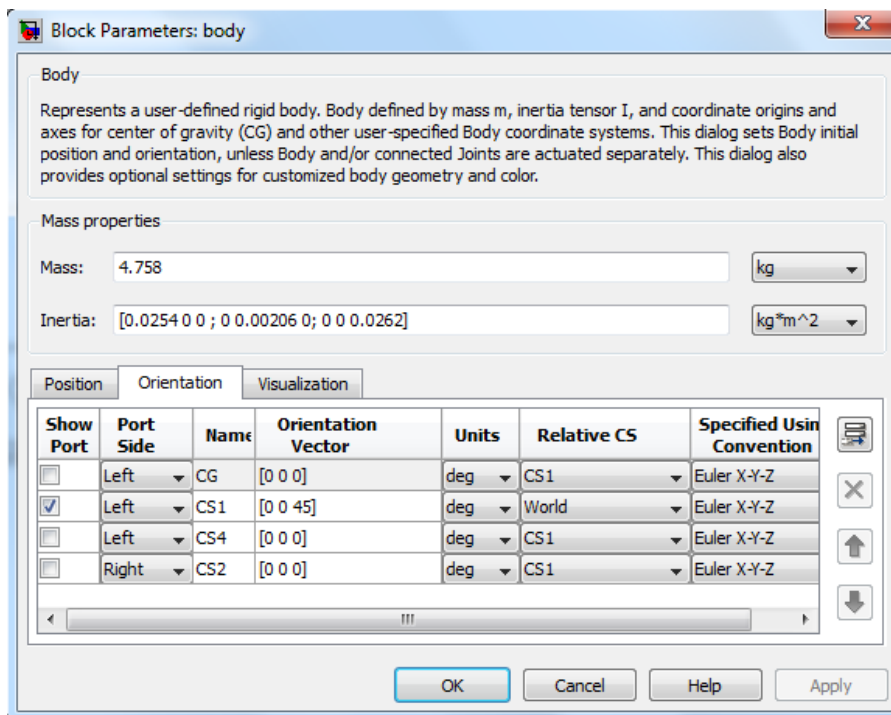 Block Parameters: body
Body
Represents a user-defined rigid body. Body defined by mass m, inertia tensor I, and coordinate origins and
axes for center of gravity (CG) and other user-specified Body coordinate systems. This dialog sets Body initial
position and orientation, unless Body and/or connected Joints are actuated separately. This dialog also
provides optional settings for customized body geometry and color.
Mass properties
Mass: 4.758 kg
Inertia: [0.0254 0 0 ; 0 0.00206 0; 0 0 0.0262] kg*m^2
Position Orientation Visualization
Show Port Port Side Name Orientation Vector Units Relative CS Specified Usin Convention
Left CG [0 0 0] deg CS1 Euler X-Y-Z
Left CS1 [0 0 45] deg World Euler X-Y-Z
Left CS4 [0 0 0] deg CS1 Euler X-Y-Z
Right CS2 [0 0 0] deg CS1 Euler X-Y-Z
OK Cancel Help Apply